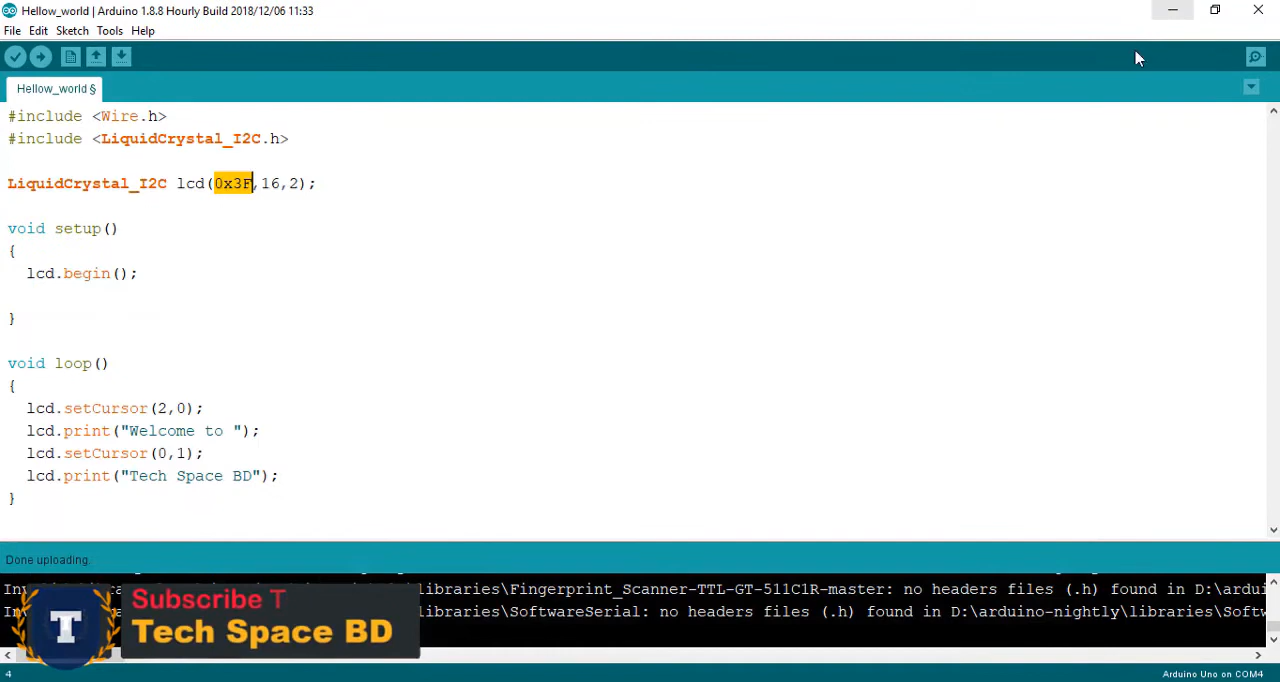 Hellow_world | Arduino 1.8.8 Hourly Build 2018/12/06 11:33
File Edit Sketch Tools Help
Hellow_world §
#include <Wire.h>
#include <LiquidCrystal_I2C.h>
LiquidCrystal_I2C lcd(0x3F,16,2);
void setup()
{
lcd.begin();
}
void loop()
{
lcd.setCursor(2,0);
lcd.print("Welcome to ");
lcd.setCursor(0,1);
lcd.print("Tech Space BD");
}
Done uploading.
\libraries\Fingerprint_Scanner-TTL-GT-511C1R-master: no headers files (.h) found in D:\ardui
\libraries\SoftwareSerial: no headers files (.h) found in D:\arduino-nightly\libraries\Softw
T
Subscribe T
Tech Space BD
4
Arduino Uno on COM4